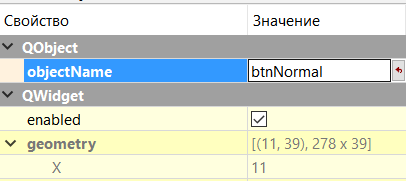 Свойство Значение
QObject
objectName btnNormal
QWidget
enabled
geometry [(11, 39), 278 x 39]
X 11